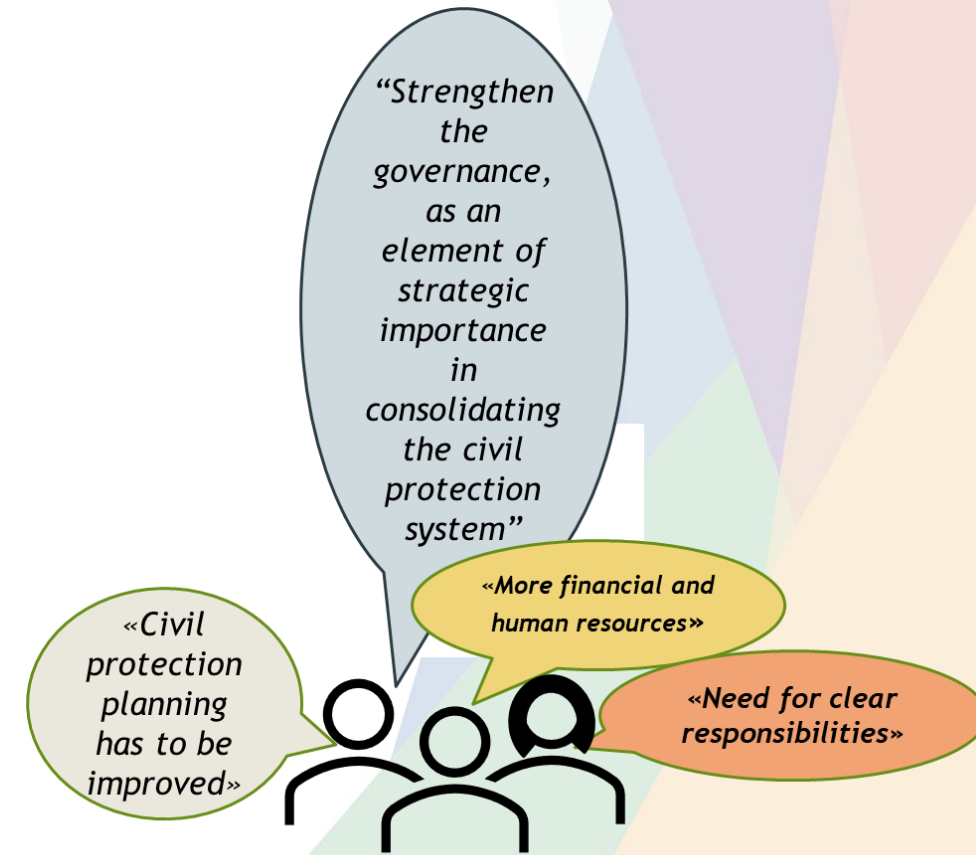 “Strengthen
the
governance,
as an
element of
strategic
importance
in
consolidating
the civil
protection
system”
«More financial and
human resources»
«Civil
protection
planning
has to be
improved»
«Need for clear
responsibilities»